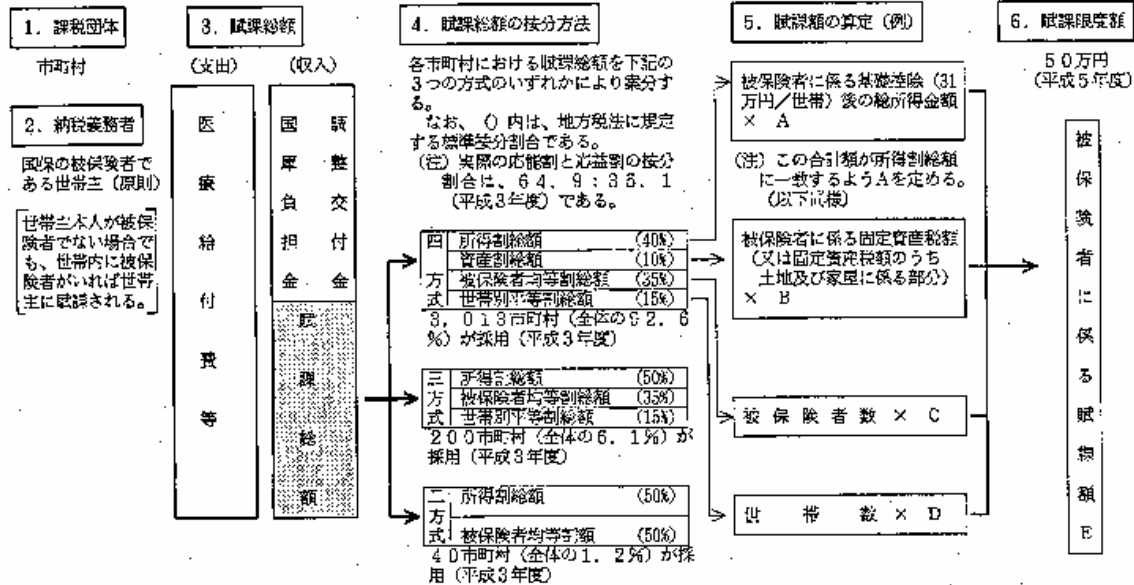 1. 課税団体
市町村
2. 納税義務者
国保の被保険者で
ある世帯主(原則)
世帯主本人が被保
険者でない場合で
も、世帯内に被保
険者がいれば世帯
主に賦課される。
3. 賦課総額
(支出)
(収入)
医療給付費等
国庫負担金
調整交付金
賦課総額
4. 賦課総額の按分方法
各市町村における賦課総額を下記の
3つの方式のいずれかにより案分す
る。
なお、()内は、地方税法に規定
する標準按分割合である。
(注)実際の応能割と応益割の按分
割合は、64.9:35.1
(平成3年度)である。
四方式
所得割総額 (40%)
資産割総額 (10%)
被保険者均等割総額 (35%)
世帯別平等割総額 (15%)
3,013市町村(全体の92.6
%)が採用(平成3年度)
三方式
所得割総額 (50%)
被保険者均等割総額 (35%)
世帯別平等割総額 (15%)
200市町村(全体の6.1%)が
採用(平成3年度)
二方式
所得割総額 (50%)
被保険者均等割額 (50%)
40市町村(全体の1.2%)が採
用(平成3年度)
5. 賦課額の算定(例)
被保険者に係る基礎控除(31
万円/世帯)後の総所得金額
× A
(注)この合計額が所得割総額
に一致するようAを定める。
(以下同様)
被保険者に係る固定資産税額
(又は固定資産税額のうち
土地及び家屋に係る部分)
× B
被保険者数 × C
世帯数 × D
6. 賦課限度額
50万円
(平成5年度)
被保険者に係る賦課額E